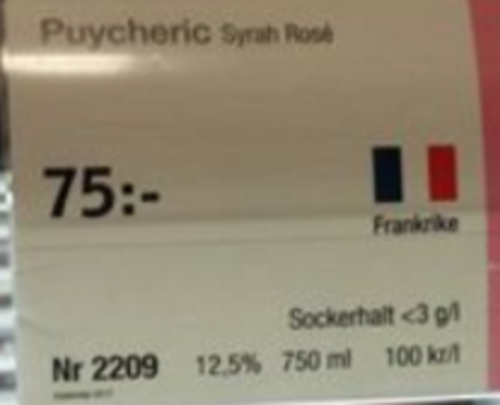 Puycheric Syrah Rosé
75:-
Frankrike
Sockerhalt <3 g/l
Nr 2209 12,5% 750 ml 100 kr/l